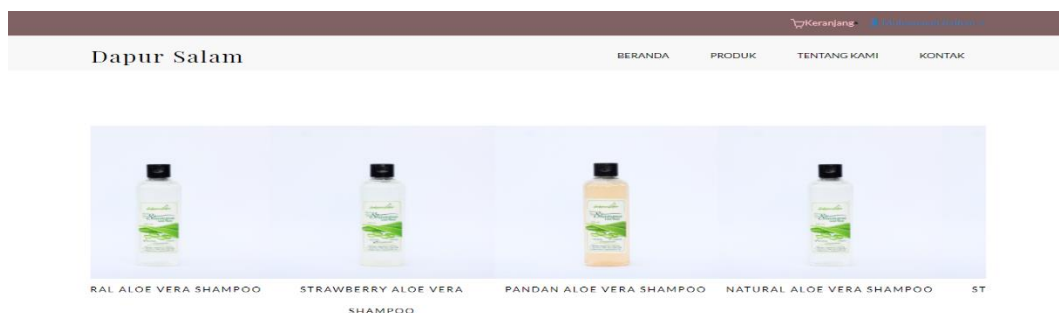 Keranjang
Dapur Salam
BERANDA PRODUK TENTANG KAMI KONTAK
RAL ALOE VERA SHAMPOO STRAWBERRY ALOE VERA PANDAN ALOE VERA SHAMPOO NATURAL ALOE VERA SHAMPOO ST
SHAMPOO